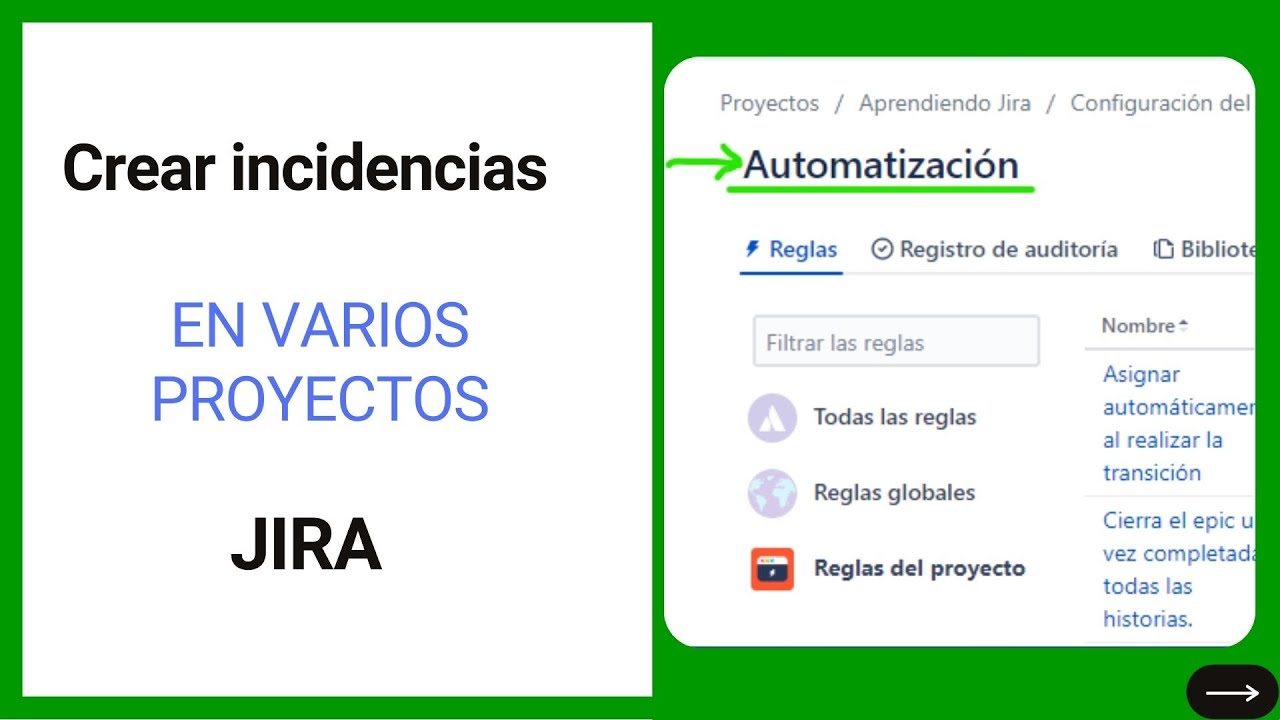 Crear incidencias
EN VARIOS
PROYECTOS
JIRA
Proyectos / Aprendiendo Jira / Configuración del
Automatización
Reglas Registro de auditoría Bibliote
Filtrar las reglas
Todas las reglas
Reglas globales
Reglas del proyecto
Nombre
Asignar
automáticamen
al realizar la
transición
Cierra el epic u
vez completada
todas las
historias.